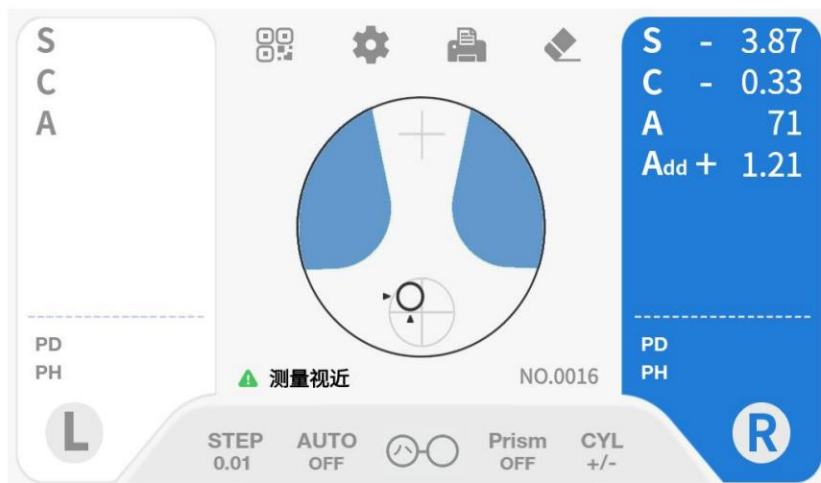 S
C
A
PD
PH
L
测量视近
NO.0016
S - 3.87
C - 0.33
A 71
Add + 1.21
PD
PH
R
STEP
0.01
AUTO
OFF
Prism
OFF
CYL
+/-